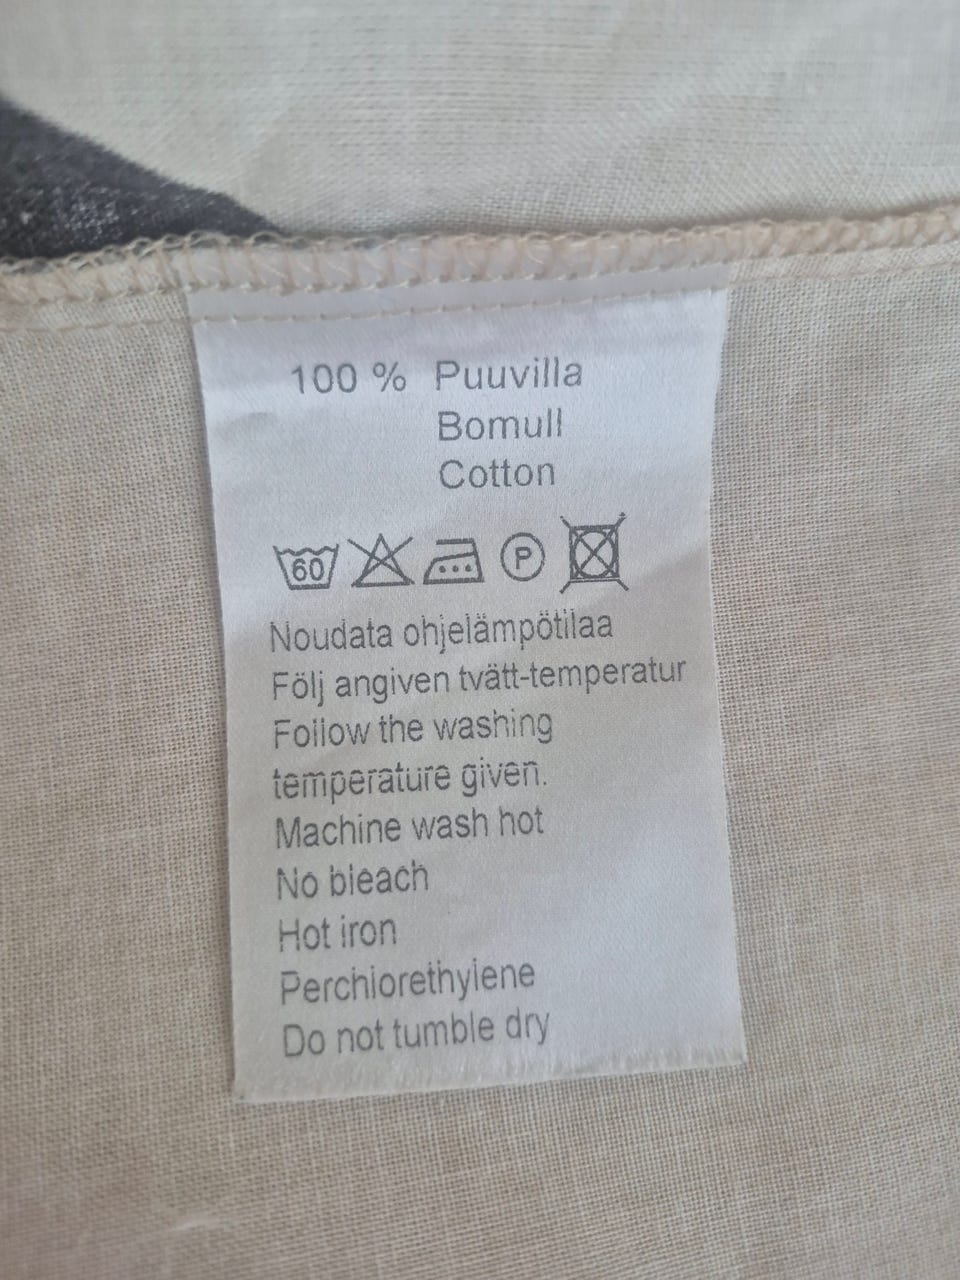 100 % Puuvilla
Bomull
Cotton
60 P
Noudata ohjelämpötilaa
Följ angiven tvätt-temperatur
Follow the washing
temperature given.
Machine wash hot
No bleach
Hot iron
Perchlorethylene
Do not tumble dry